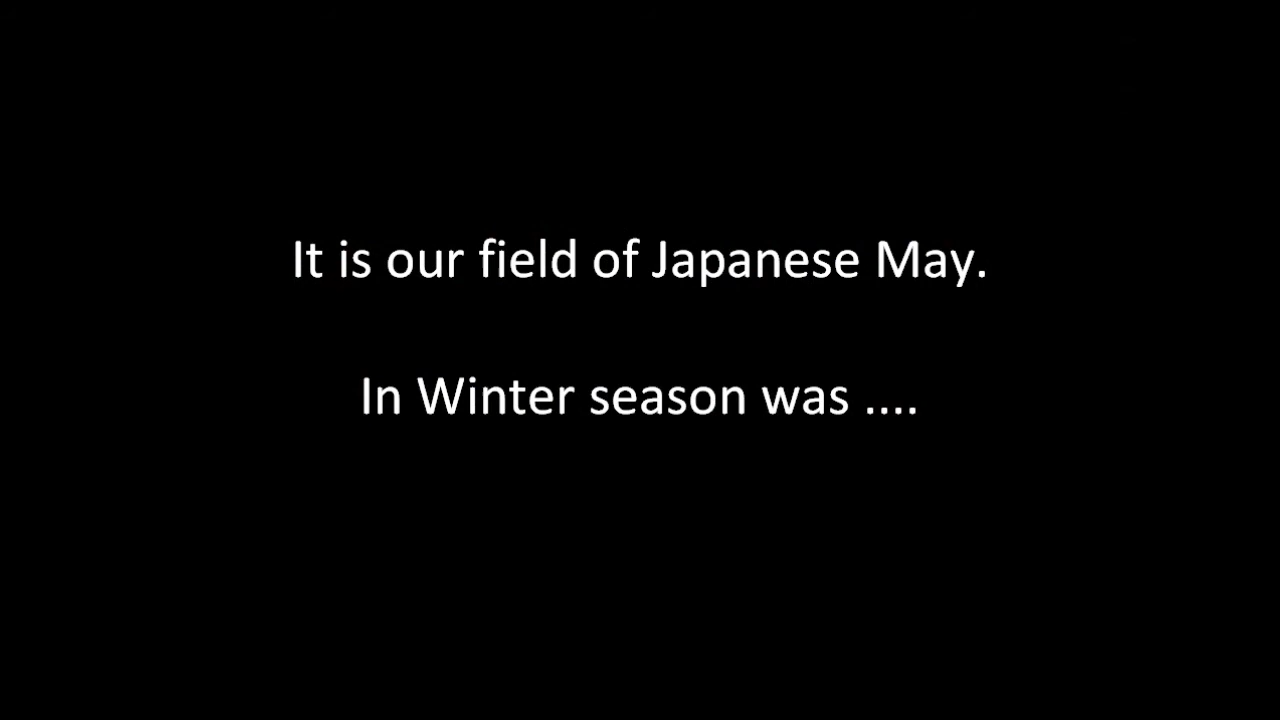 It is our field of Japanese May.
In Winter season was ....